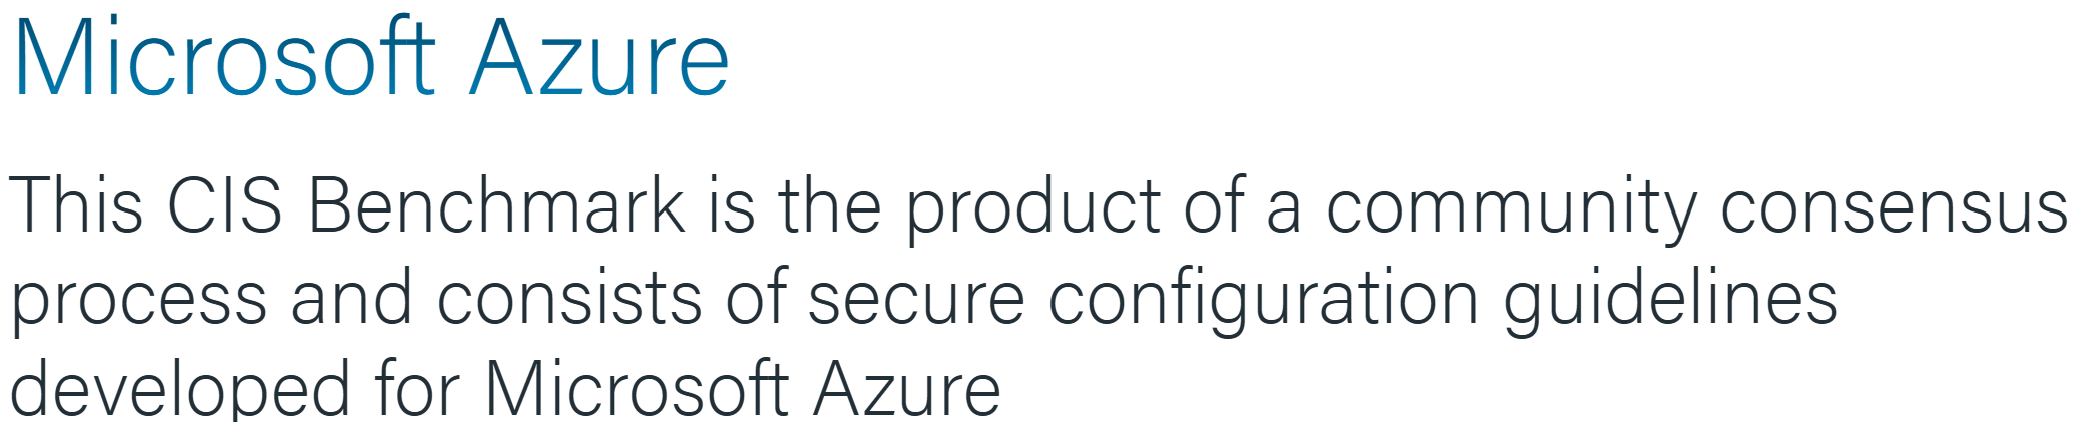 Microsoft Azure
This CIS Benchmark is the product of a community consensus
process and consists of secure configuration guidelines
developed for Microsoft Azure